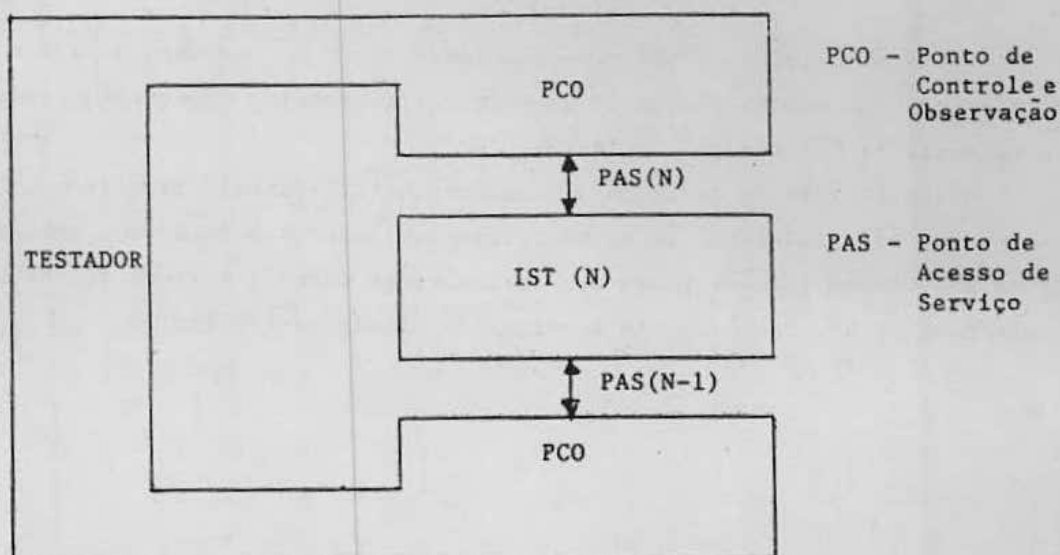 PCO
PCO - Ponto de
Controle e
Observação
PAS(N)
TESTADOR
IST (N)
PAS - Ponto de
Acesso de
Serviço
PAS(N-1)
PCO